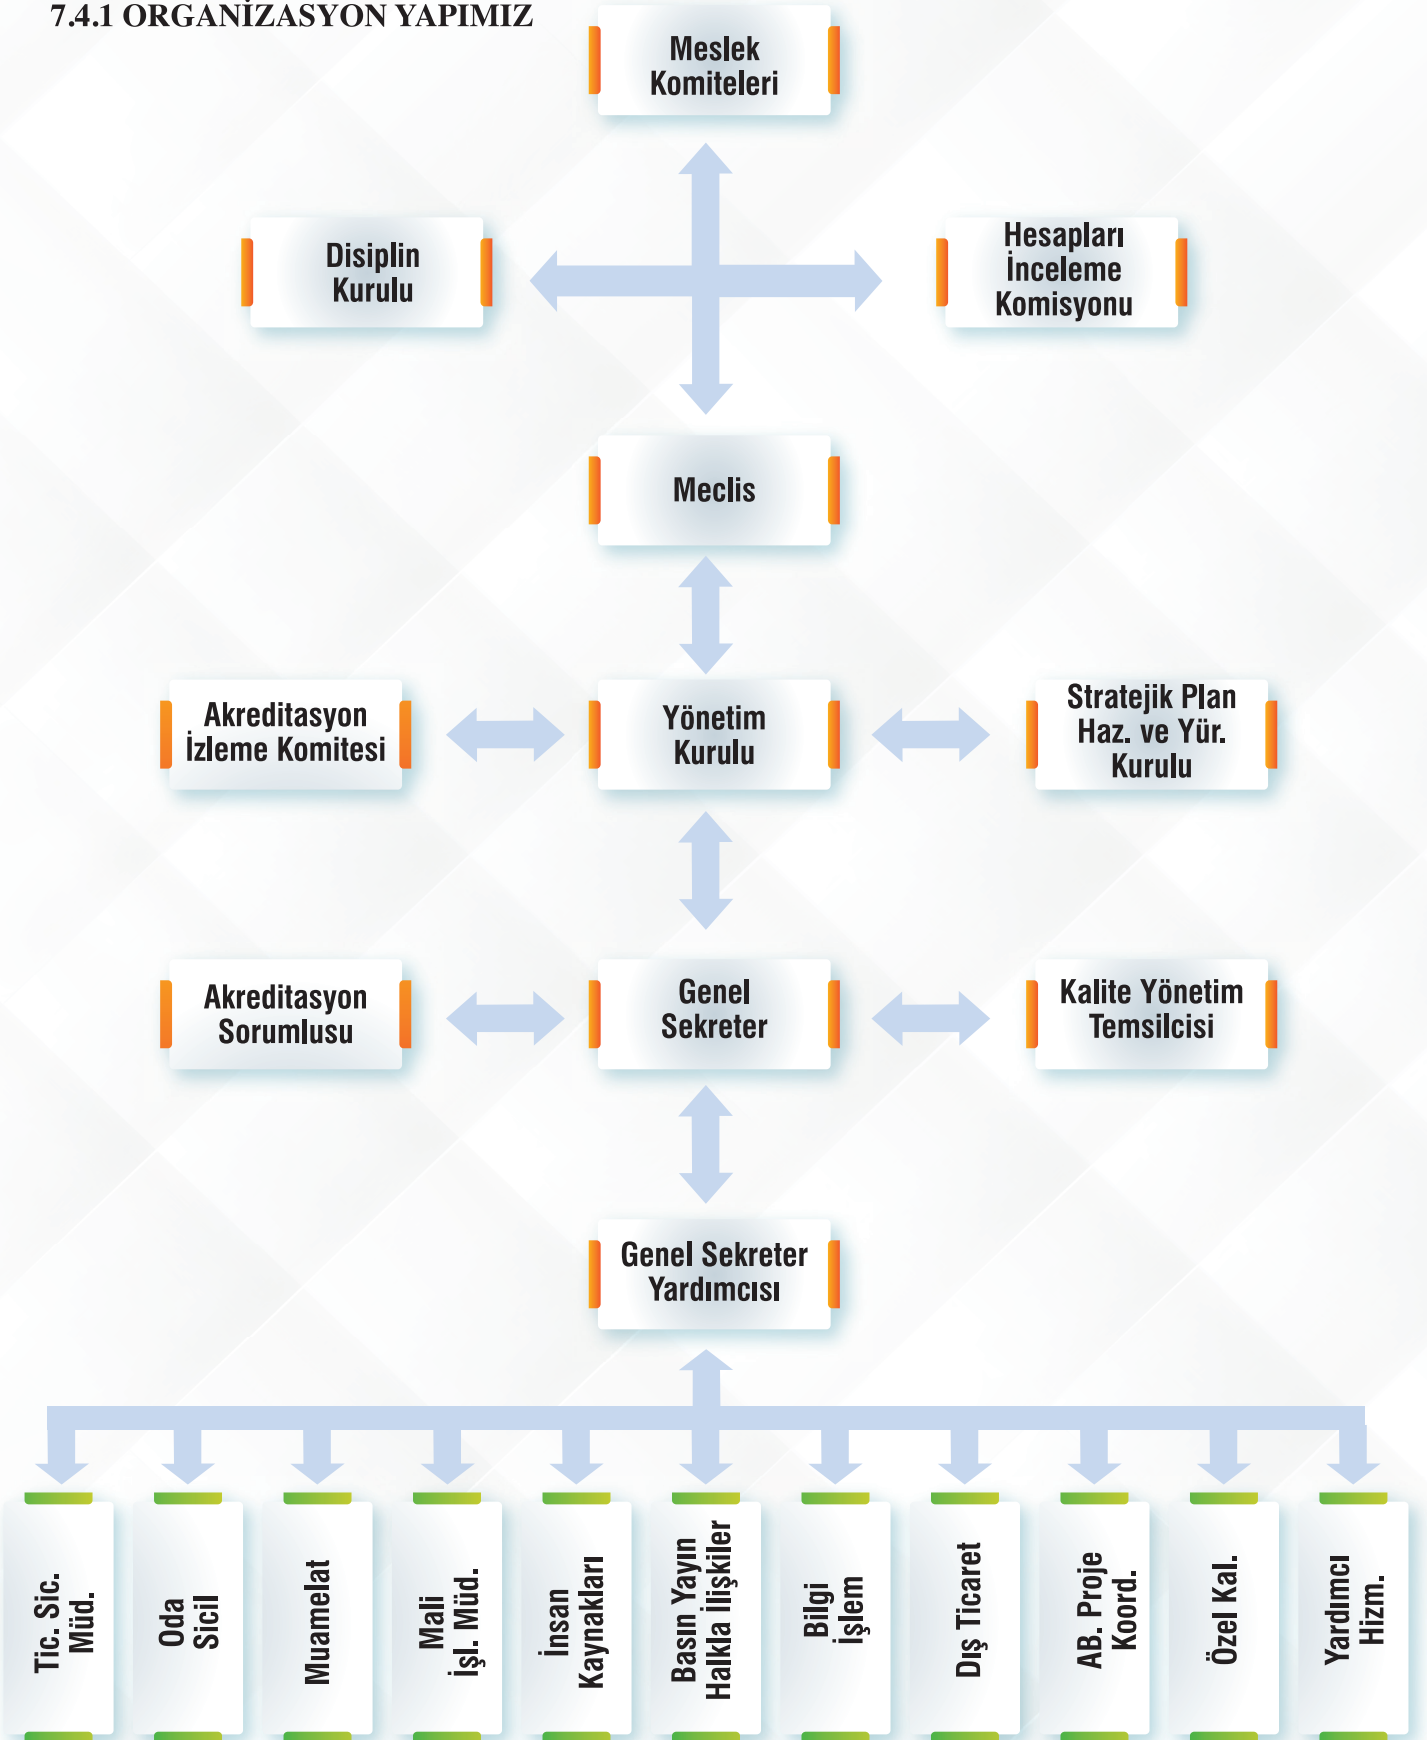 7.4.1 ORGANİZASYON YAPIMIZ
Meslek
Komiteleri
Disiplin
Kurulu
Hesapları
İnceleme
Komisyonu
Meclis
Akreditasyon
İzleme Komitesi
Yönetim
Kurulu
Stratejik Plan
Haz. ve Yür.
Kurulu
Akreditasyon
Sorumlusu
Genel
Sekreter
Kalite Yönetim
Temsilcisi
Genel Sekreter
Yardımcısı
Tic. Sic.
Müd.
Oda
Sicil
Muamelat
Mali
İşl. Müd.
İnsan
Kaynakları
Basın Yayın
Halkla İlişkiler
Bilgi
İşlem
Dış Ticaret
AB. Proje
Koord.
Özel Kal.
Yardımcı
Hizm.